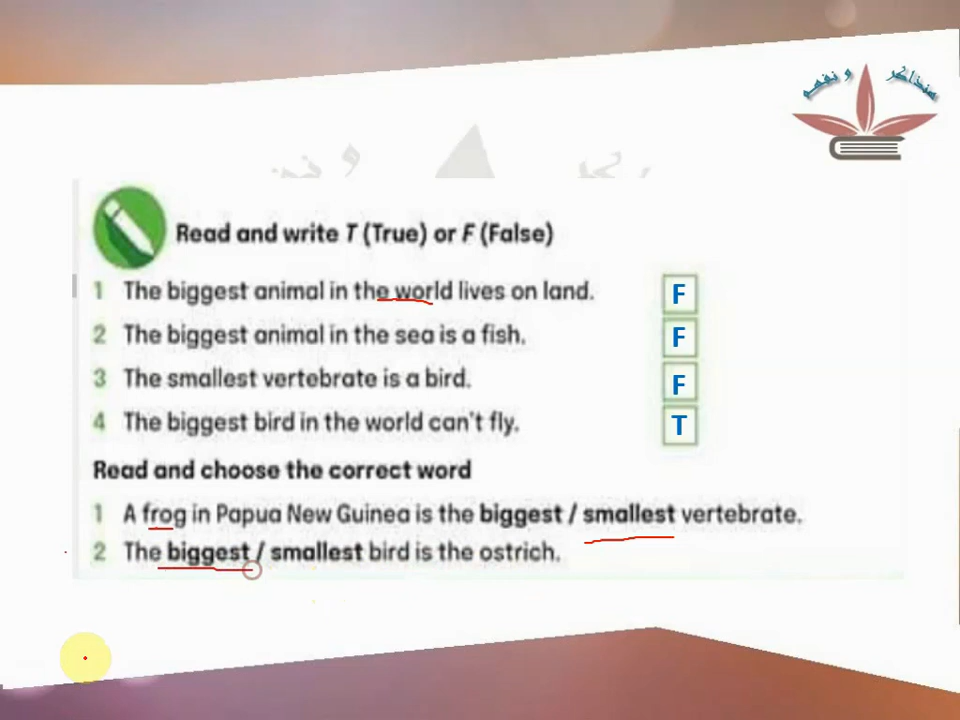 هنذاكر و نفهم
Read and write T (True) or F (False)
1 The biggest animal in the world lives on land. F
2 The biggest animal in the sea is a fish. F
3 The smallest vertebrate is a bird. F
4 The biggest bird in the world can't fly. T
Read and choose the correct word
1 A frog in Papua New Guinea is the biggest / smallest vertebrate.
2 The biggest / smallest bird is the ostrich.